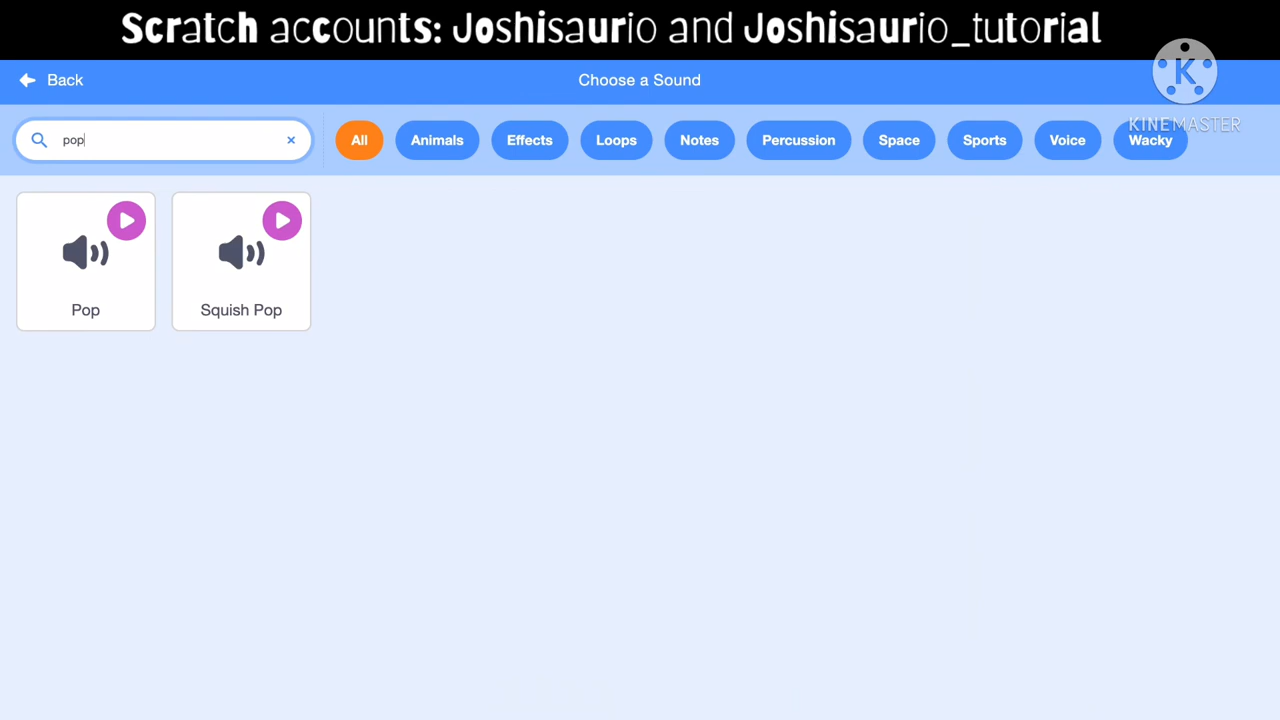 Scratch accounts: Joshisaurio and Joshisaurio_tutorial
Back
Choose a Sound
K
KINEMASTER
pop
All
Animals
Effects
Loops
Notes
Percussion
Space
Sports
Voice
Wacky
Pop
Squish Pop